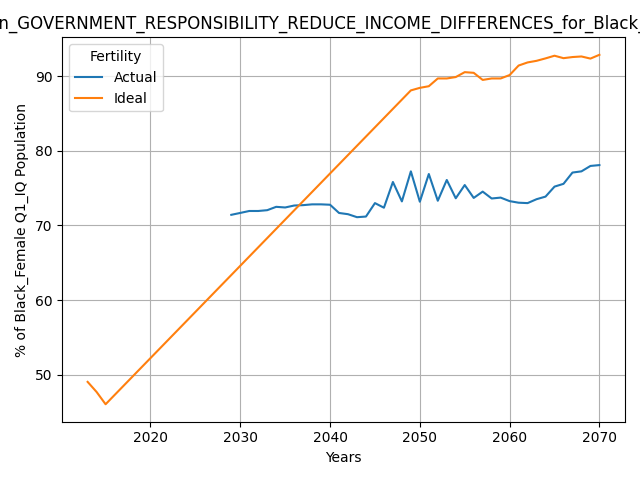 n_GOVERNMENT_RESPONSIBILITY_REDUCE_INCOME_DIFFERENCES_for_Black_
Fertility
Actual
Ideal
% of Black_Female Q1_IQ Population
90
80
70
60
50
2020 2030 2040 2050 2060 2070
Years